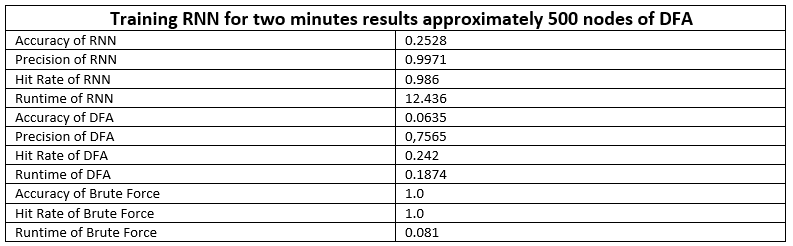 Training RNN for two minutes results approximately 500 nodes of DFA
Accuracy of RNN 0.2528
Precision of RNN 0.9971
Hit Rate of RNN 0.986
Runtime of RNN 12.436
Accuracy of DFA 0.0635
Precision of DFA 0,7565
Hit Rate of DFA 0.242
Runtime of DFA 0.1874
Accuracy of Brute Force 1.0
Hit Rate of Brute Force 1.0
Runtime of Brute Force 0.081